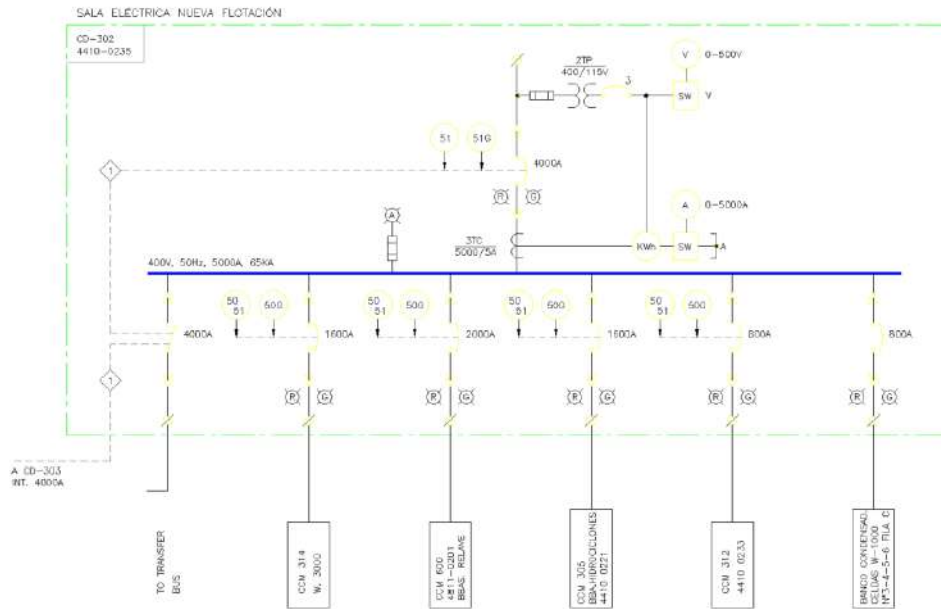 SALA ELÉCTRICA NUEVA FLOTACIÓN
CD-302
4410-0235
2TP
400/115V
3
V
0-500V
SW
V
51
51G
4000A
1
R
G
A
0-5000A
A
3TC
5000/5A
KWh
SW
A
400V, 50Hz, 5000A, 65KA
4000A
50
51
50G
1600A
50
51
50G
2000A
50
51
50G
1600A
50
51
50G
800A
800A
1
R
G
R
G
R
G
R
G
R
G
A CD-303
INT. 4000A
TO TRANSFER
BUS
CCM 314
W. 3000
CCM 600
4811-0201
BBAS. RELAVE
CCM 305
BBA.HIDROCICLONES
4410 0221
CCM 312
4410 0233
BANCO CONDENSAD.
CELDAS W-1000
Nº3-4-5-6 FILA C